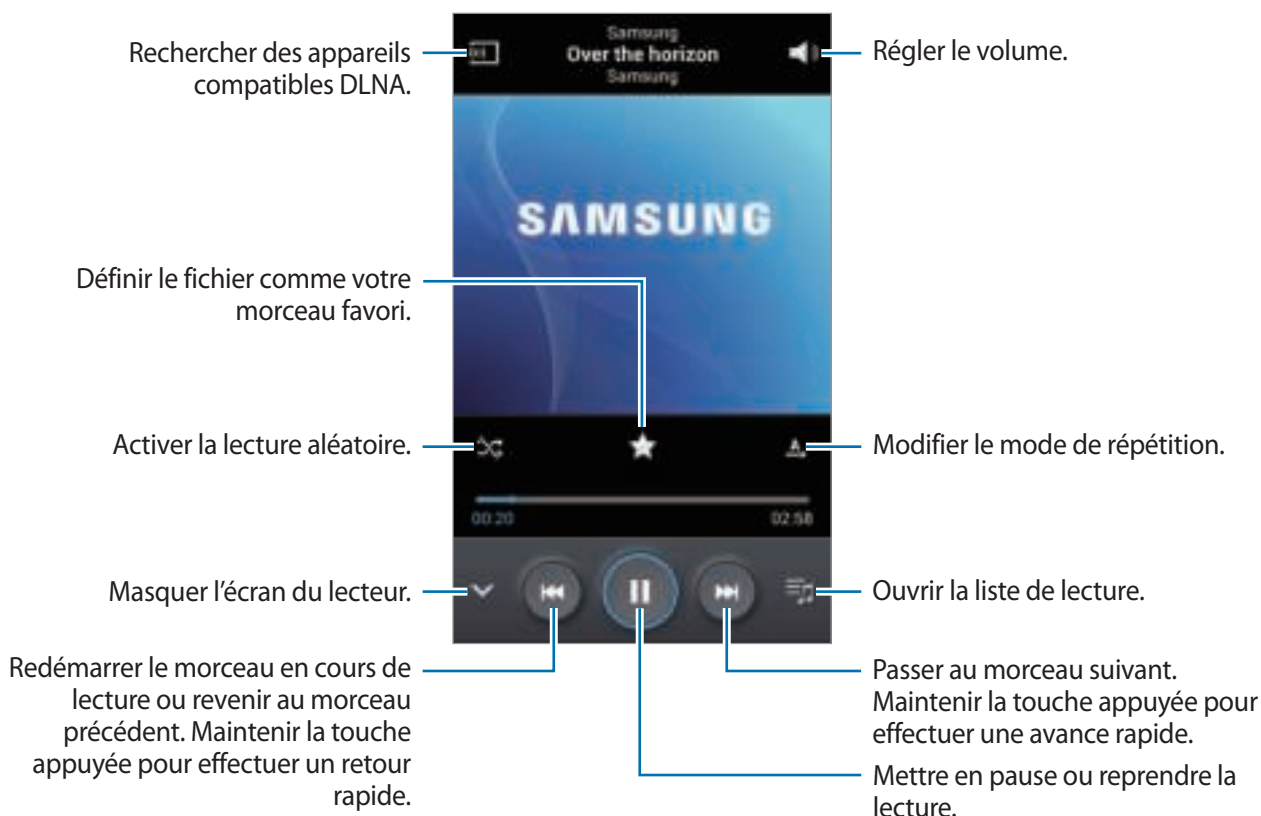 Rechercher des appareils
compatibles DLNA.
Samsung
Over the horizon
Samsung
Régler le volume.
SAMSUNG
Définir le fichier comme votre
morceau favori.
Activer la lecture aléatoire.
A
Modifier le mode de répétition.
00:20
02:58
Masquer l'écran du lecteur.
Ouvrir la liste de lecture.
Redémarrer le morceau en cours de
lecture ou revenir au morceau
précédent. Maintenir la touche
appuyée pour effectuer un retour
rapide.
Passer au morceau suivant.
Maintenir la touche appuyée pour
effectuer une avance rapide.
Mettre en pause ou reprendre la
lecture.